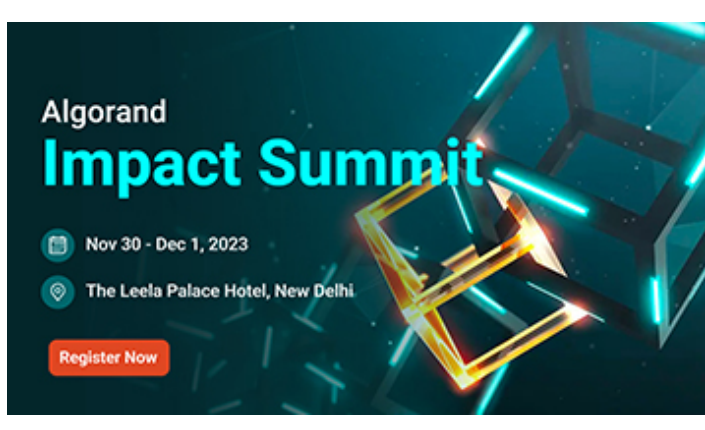 Algorand
Impact Summit
Nov 30 - Dec 1, 2023
The Leela Palace Hotel, New Delhi
Register Now